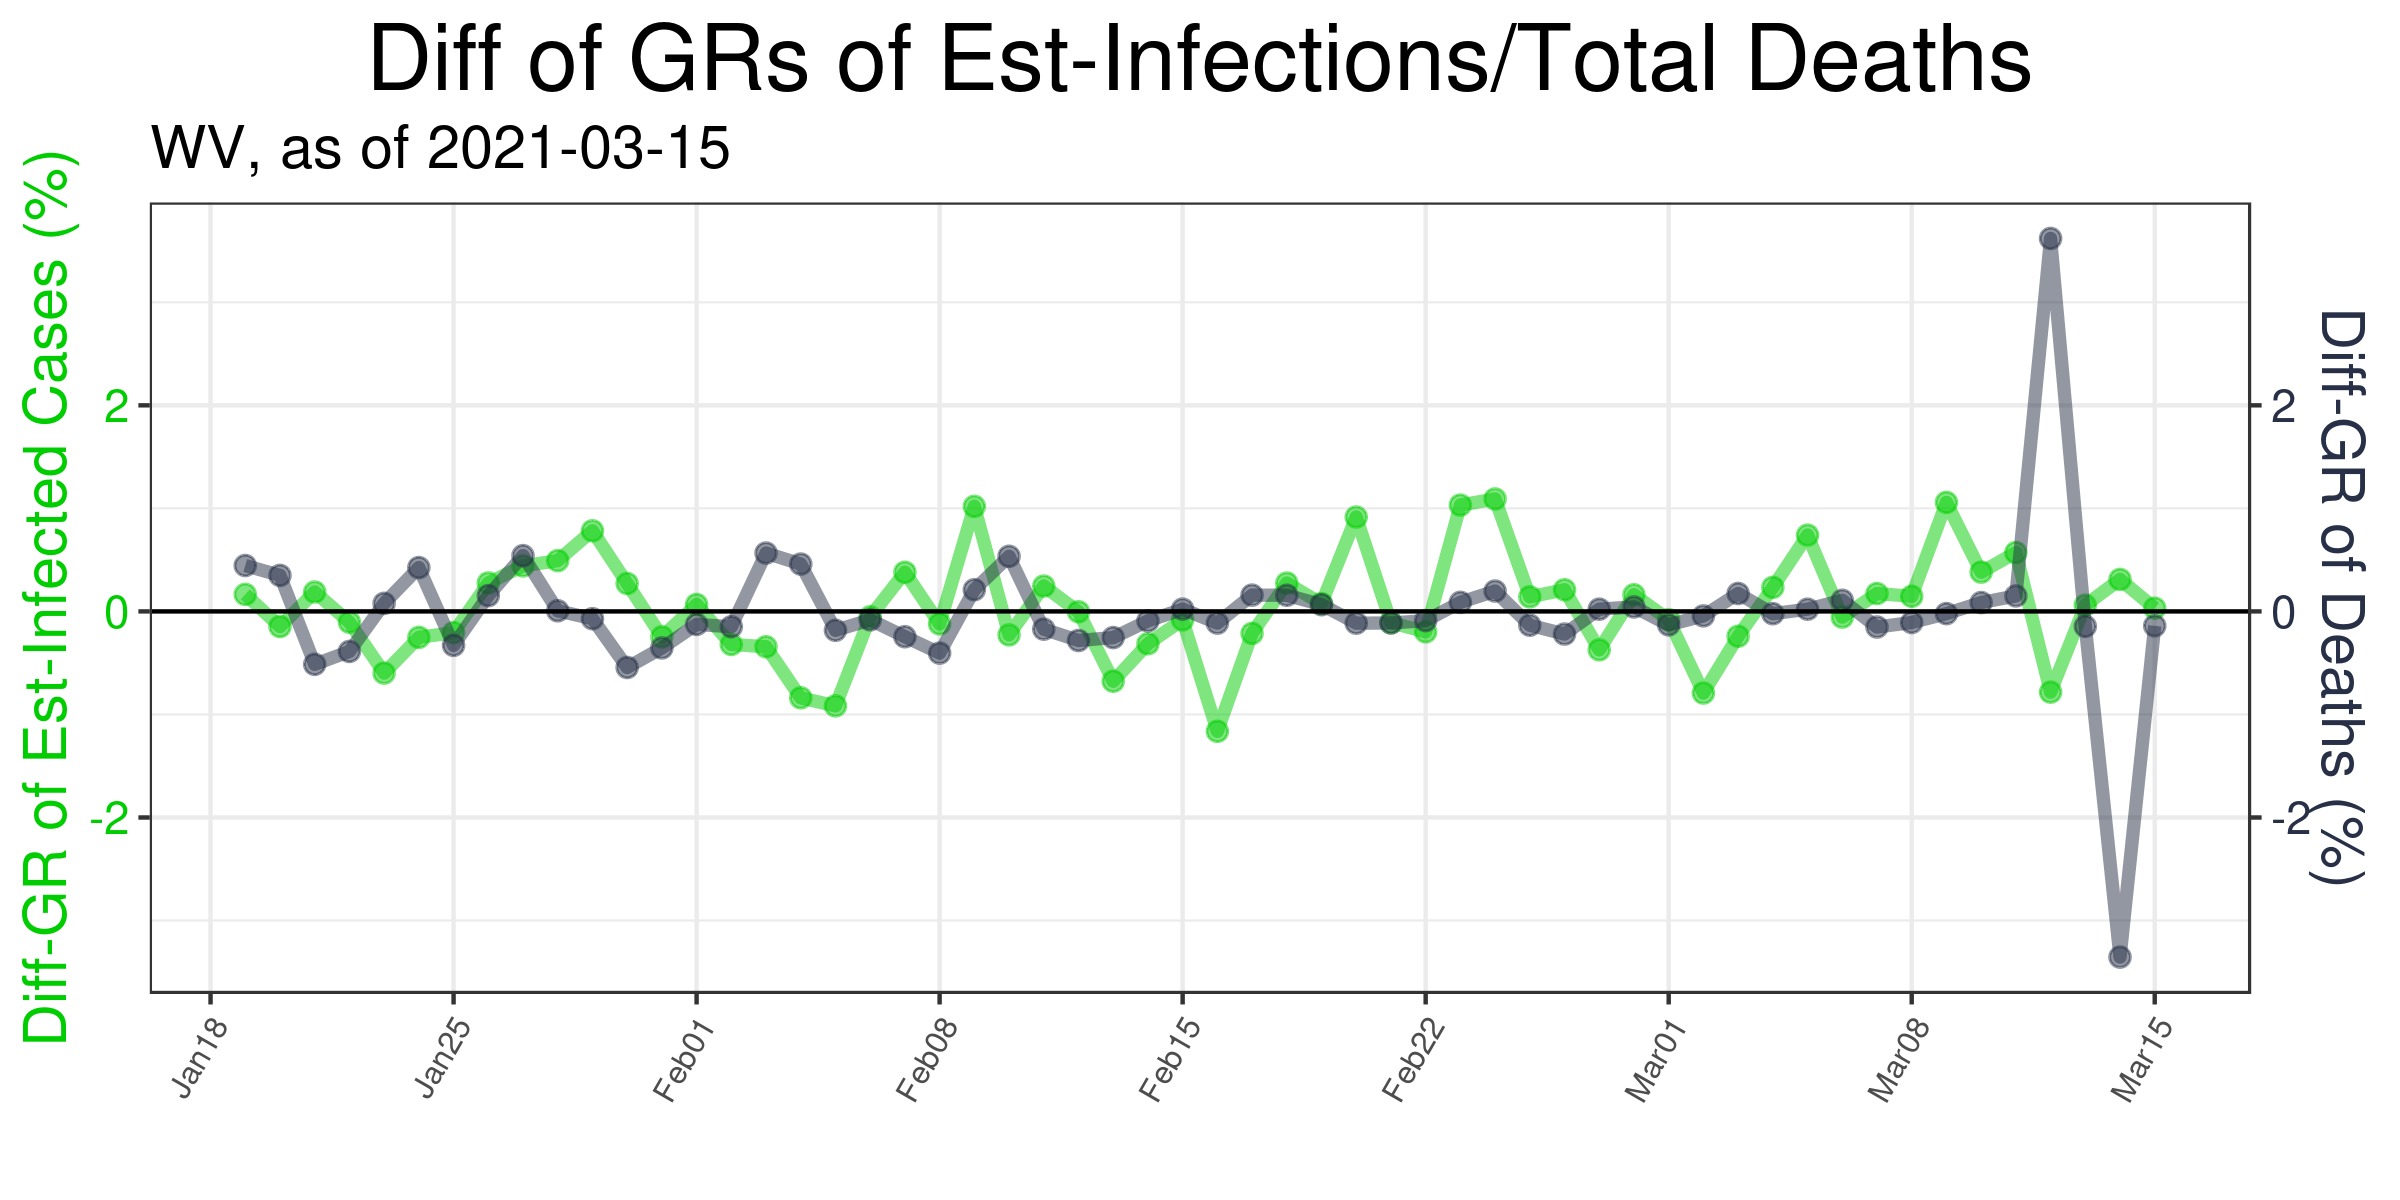 Diff of GRs of Est-Infections/Total Deaths
WV, as of 2021-03-15
Diff-GR of Est-Infected Cases (%)
2
0
-2
2
0
-2
Diff-GR of Deaths (%)
Jan18
Jan25
Feb01
Feb08
Feb15
Feb22
Mar01
Mar08
Mar15